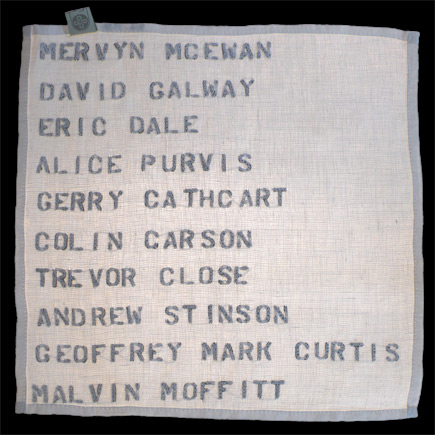 MERVYN MCEWAN
DAVID GALWAY
ERIC DALE
ALICE PURVIS
GERRY CATHCART
COLIN CARSON
TREVOR CLOSE
ANDREW STINSON
GEOFFREY MARK CURTIS
MALVIN MOFFITT